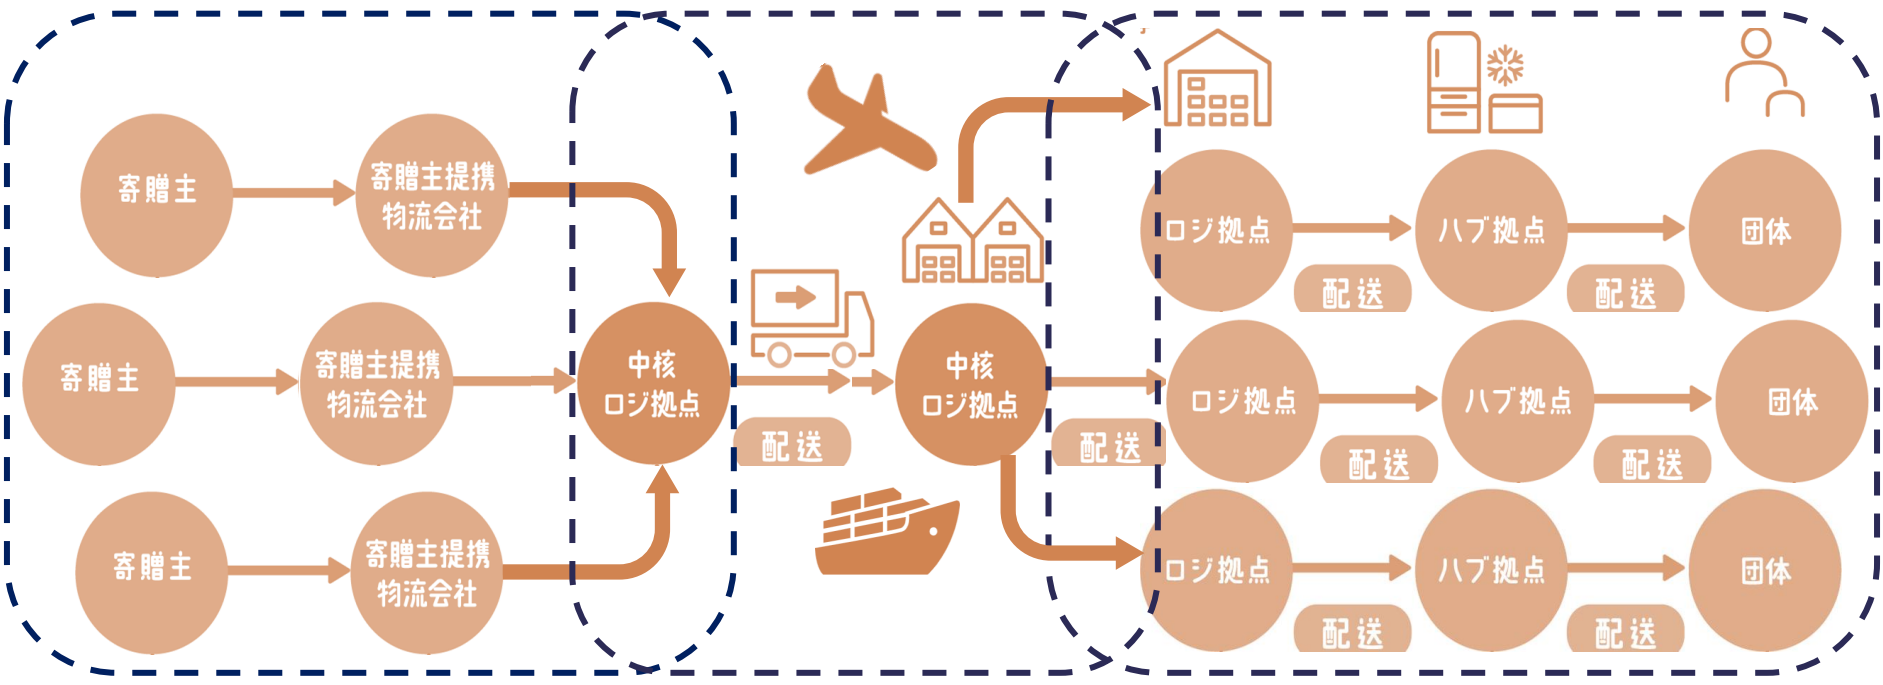 寄贈主
寄贈主提携
物流会社
寄贈主
寄贈主提携
物流会社
寄贈主
寄贈主提携
物流会社
中核
ロジ拠点
配送
中核
ロジ拠点
配送
ロジ拠点
配送
ハブ拠点
配送
団体
ロジ拠点
配送
ハブ拠点
配送
団体
ロジ拠点
配送
ハブ拠点
配送
団体